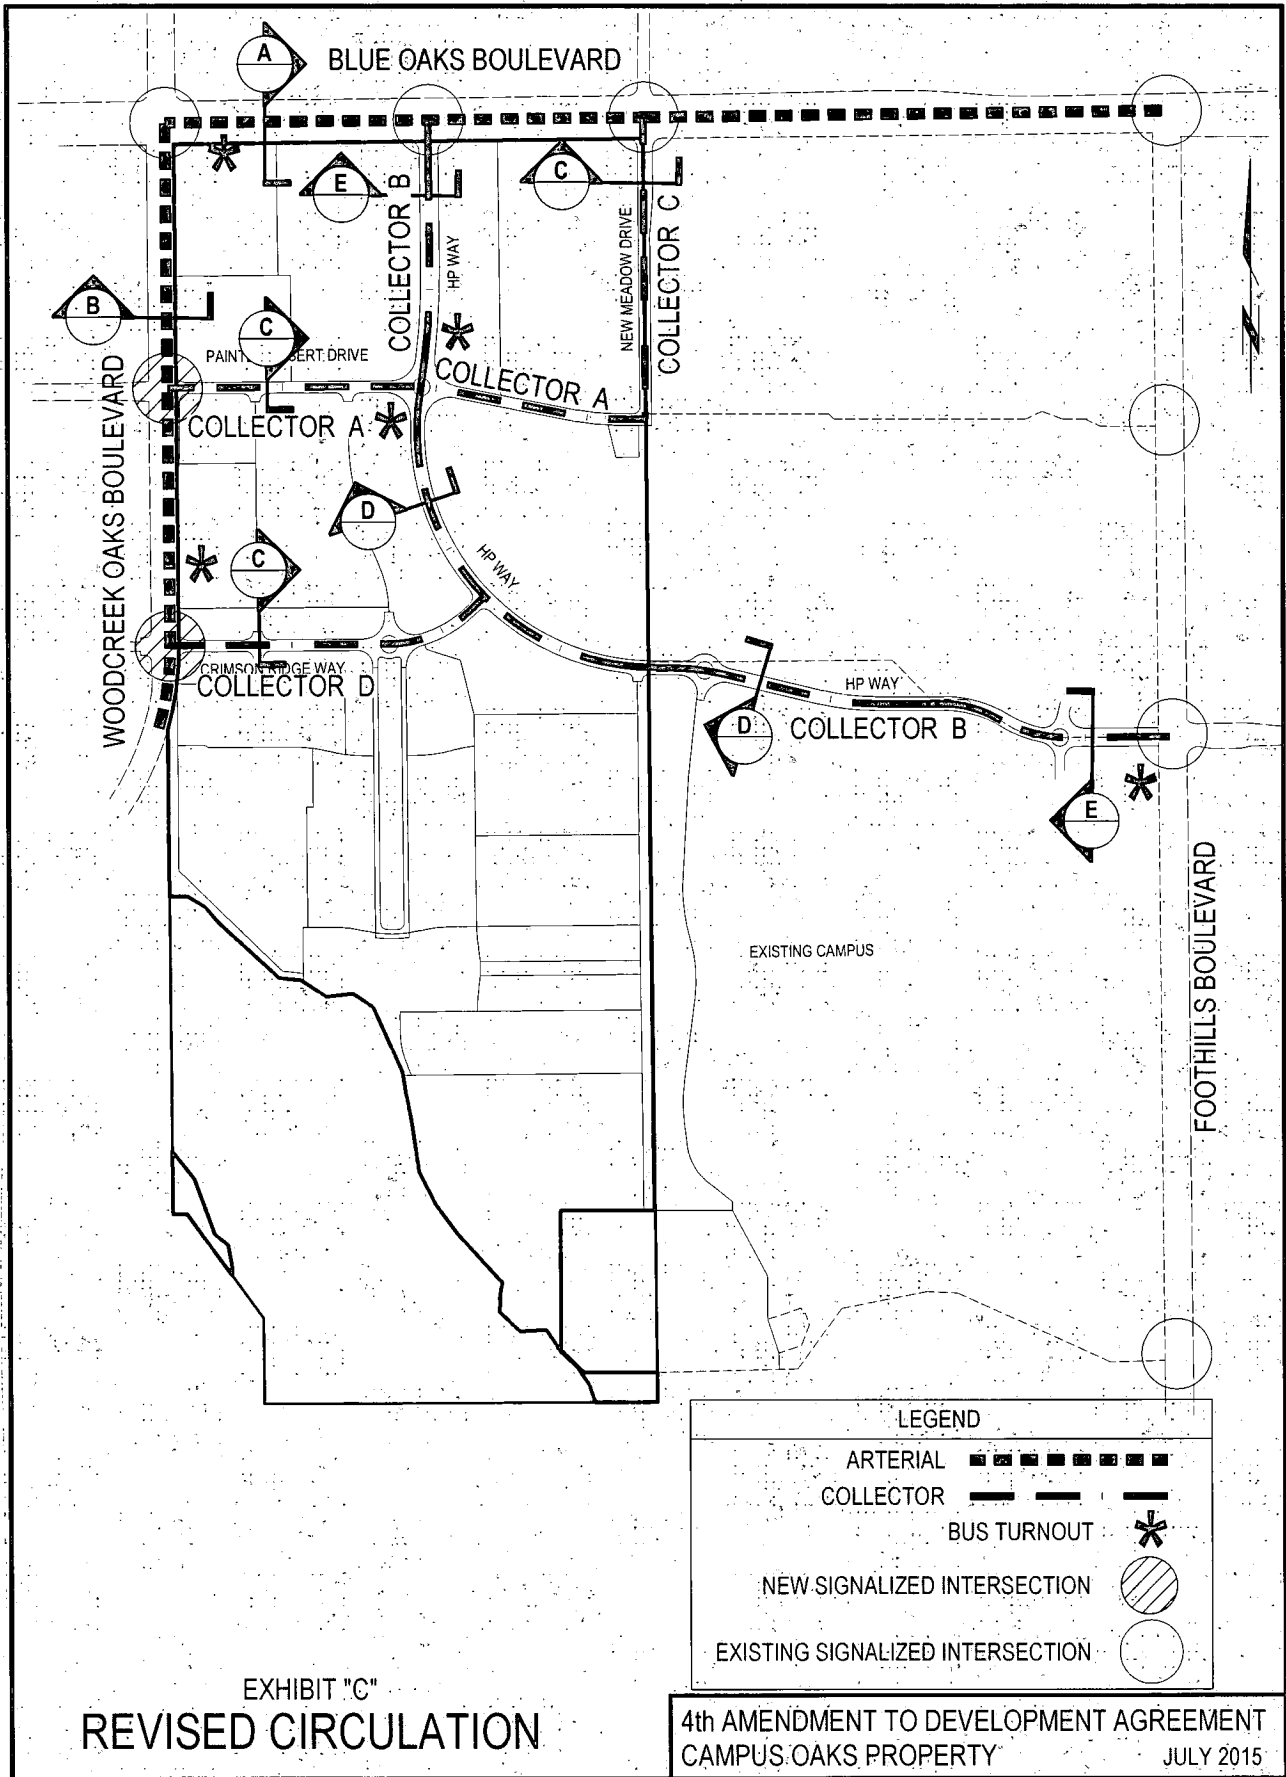 A
BLUE OAKS BOULEVARD
E
COLLECTOR B
HP WAY
C
NEW MEADOW DRIVE
COLLECTOR C
B
C
COLLECTOR A
WOODCREEK OAKS BOULEVARD
COLLECTOR A
D
HP WAY
C
CRIMSON RIDGE WAY
COLLECTOR D
HP WAY
D
COLLECTOR B
E
EXISTING CAMPUS
FOOTHILLS BOULEVARD
LEGEND
ARTERIAL
COLLECTOR
BUS TURNOUT
NEW SIGNALIZED INTERSECTION
EXISTING SIGNALIZED INTERSECTION
EXHIBIT "C"
REVISED CIRCULATION
4th AMENDMENT TO DEVELOPMENT AGREEMENT
CAMPUS OAKS PROPERTY
JULY 2015